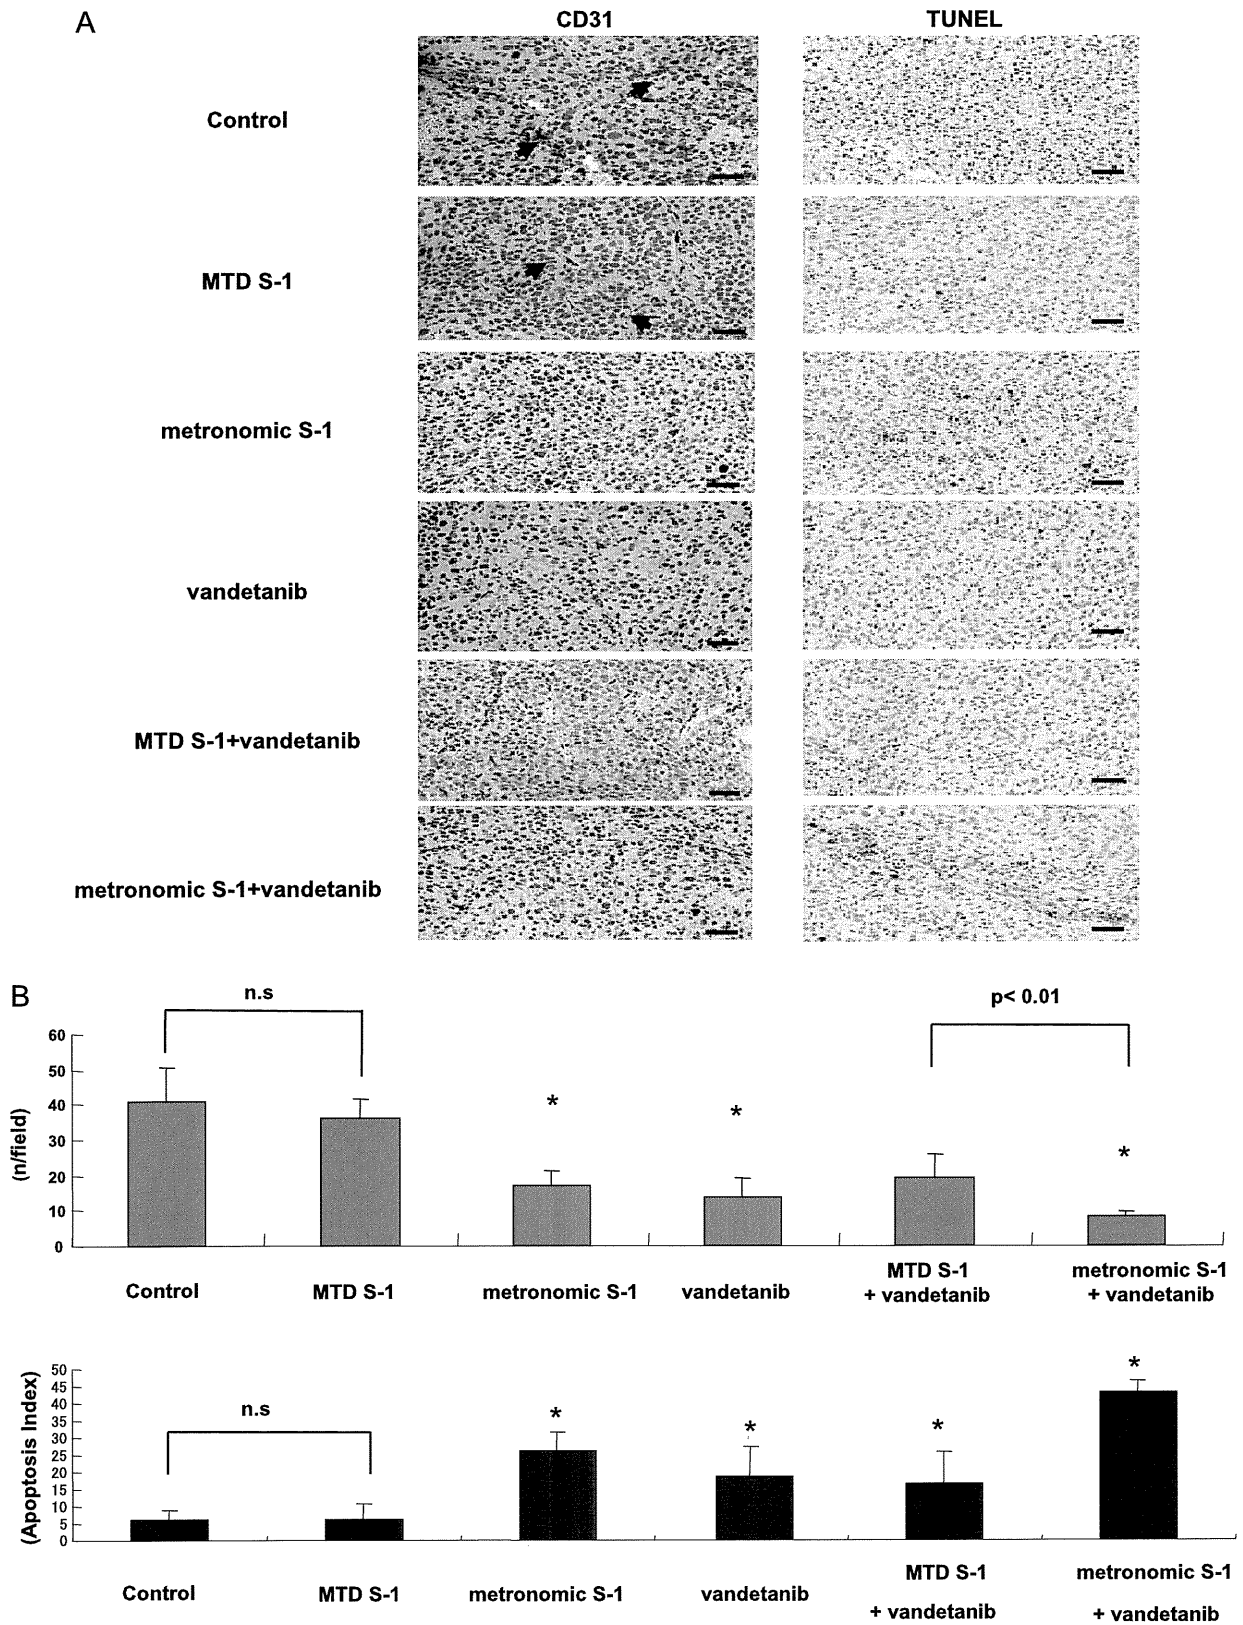 A
CD31
TUNEL
Control
MTD S-1
metronomic S-1
vandetanib
MTD S-1+vandetanib
metronomic S-1+vandetanib
B
n.s
p< 0.01
60
50
40
30
20
10
0
(n/field)
*
*
*
Control
MTD S-1
metronomic S-1
vandetanib
MTD S-1
+ vandetanib
metronomic S-1
+ vandetanib
50
45
40
35
30
25
20
15
10
5
0
(Apoptosis Index)
n.s
*
*
*
*
Control
MTD S-1
metronomic S-1
vandetanib
MTD S-1
+ vandetanib
metronomic S-1
+ vandetanib